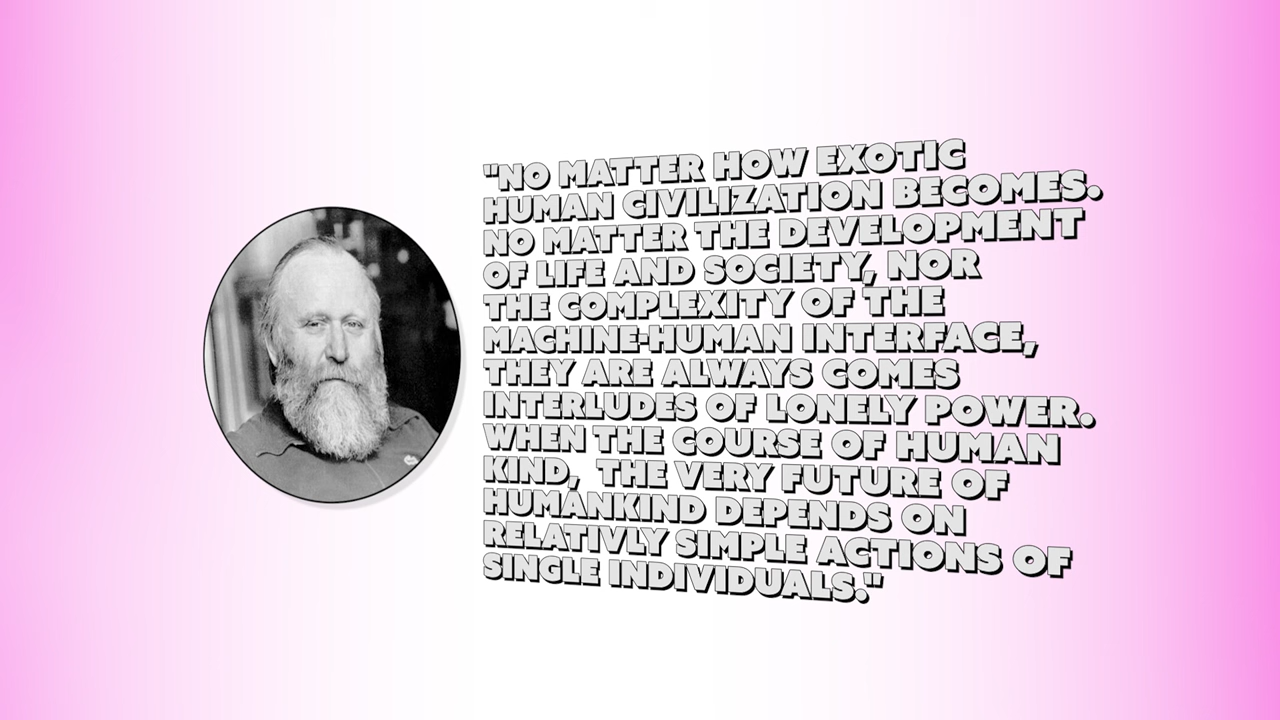 "NO MATTER HOW EXOTIC
HUMAN CIVILIZATION BECOMES.
NO MATTER THE DEVELOPMENT
OF LIFE AND SOCIETY, NOR
THE COMPLEXITY OF THE
MACHINE-HUMAN INTERFACE,
THEY ARE ALWAYS COMES
INTERLUDES OF LONELY POWER.
WHEN THE COURSE OF HUMAN
KIND,  THE VERY FUTURE OF
HUMANKIND DEPENDS ON
RELATIVLY SIMPLE ACTIONS OF
SINGLE INDIVIDUALS."